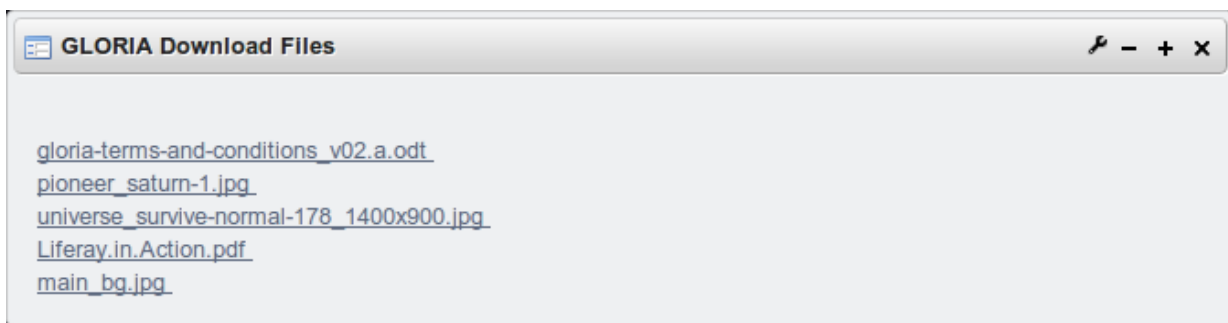 GLORIA Download Files
gloria-terms-and-conditions_v02.a.odt
pioneer_saturn-1.jpg
universe_survive-normal-178_1400x900.jpg
Liferay.in.Action.pdf
main_bg.jpg